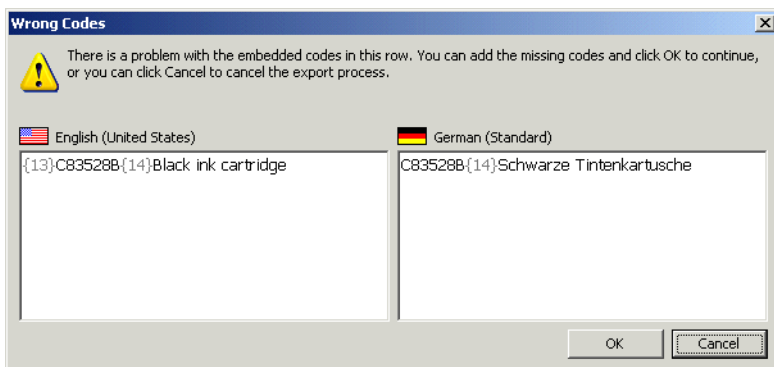 Wrong Codes
There is a problem with the embedded codes in this row. You can add the missing codes and click OK to continue,
or you can click Cancel to cancel the export process.
English (United States)
German (Standard)
{13}C83528B{14}Black ink cartridge
C83528B{14}Schwarze Tintenkartusche
OK
Cancel